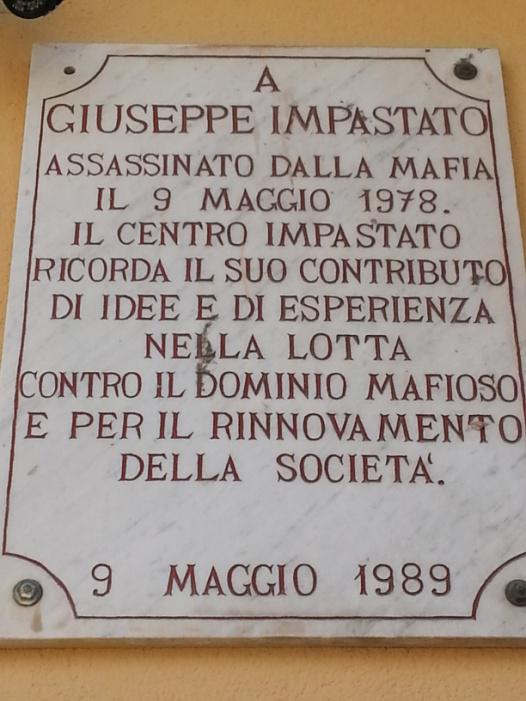 A
GIUSEPPE IMPASTATO
ASSASSINATO DALLA MAFIA
IL 9 MAGGIO 1978.
IL CENTRO IMPASTATO
RICORDA IL SUO CONTRIBUTO
DI IDEE E DI ESPERIENZA
NELLA LOTTA
CONTRO IL DOMINIO MAFIOSO
E PER IL RINNOVAMENTO
DELLA SOCIETA'.
9 MAGGIO 1989